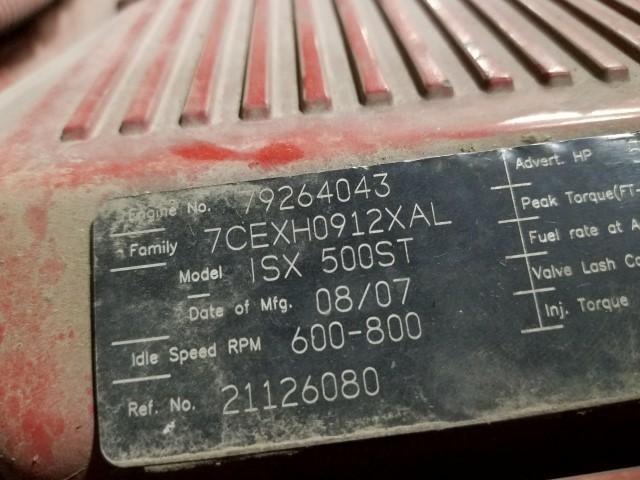 Engine No. 79264043
Family 7CEXH0912XAL
Model ISX 500ST
Date of Mfg. 08/07
Idle Speed RPM 600-800
Ref. No. 21126080
Advert. HP
Peak Torque(FT.
Fuel rate at A
Valve Lash Co
Inj. Torque